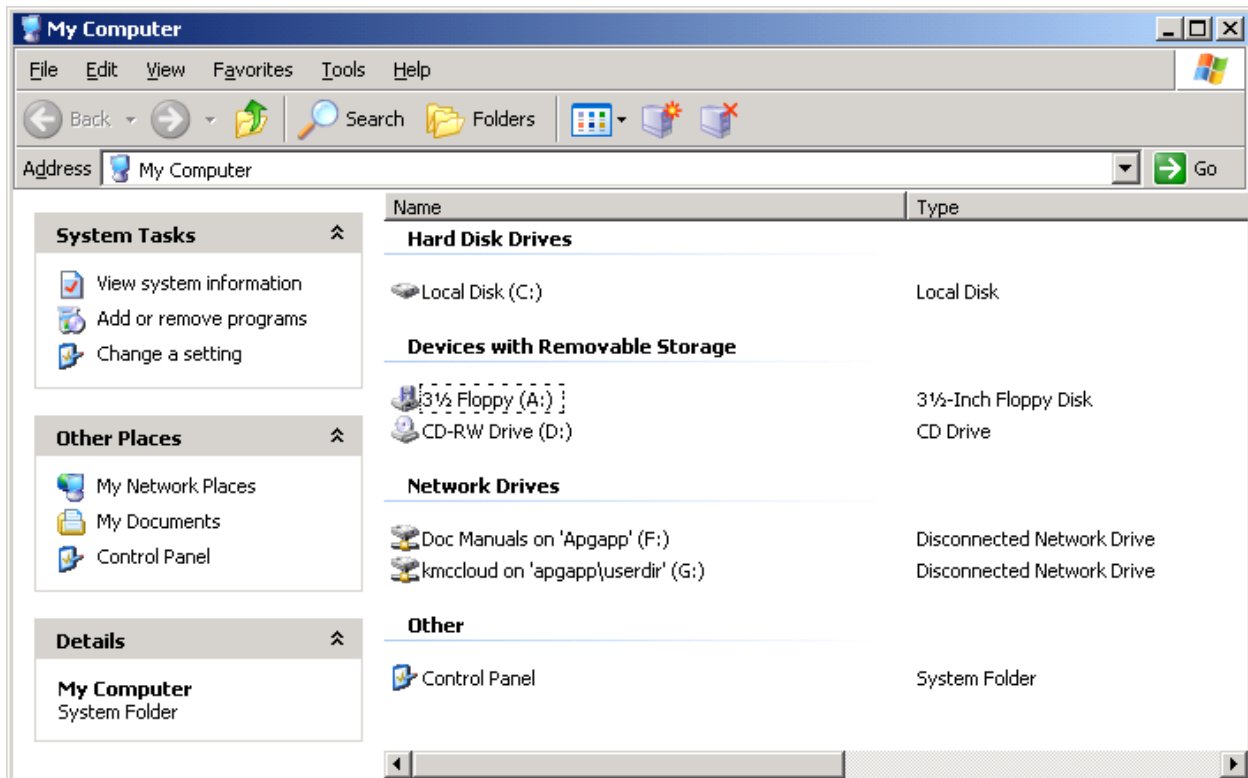 My Computer
File Edit View Favorites Tools Help
Back Search Folders
Address My Computer Go
System Tasks
View system information
Add or remove programs
Change a setting
Other Places
My Network Places
My Documents
Control Panel
Details
My Computer
System Folder
Name Type
Hard Disk Drives
Local Disk (C:) Local Disk
Devices with Removable Storage
3½ Floppy (A:) 3½-Inch Floppy Disk
CD-RW Drive (D:) CD Drive
Network Drives
Doc Manuals on 'Apgapp' (F:) Disconnected Network Drive
kmccloud on 'apgapp\userdir' (G:) Disconnected Network Drive
Other
Control Panel System Folder